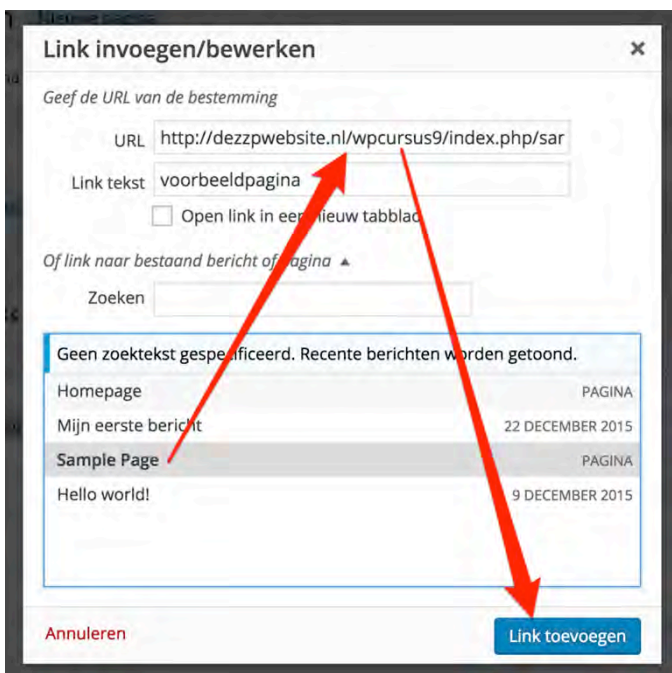 Nieuwe pagina
Link invoegen/bewerken ×
Geef de URL van de bestemming
URL http://dezzpwebsite.nl/wpcursus9/index.php/sar
Link tekst voorbeeldpagina
Open link in een nieuw tabblad
Of link naar bestaand bericht of pagina ▲
Zoeken
Geen zoektekst gespecificeerd. Recente berichten worden getoond.
Homepage PAGINA
Mijn eerste bericht 22 DECEMBER 2015
Sample Page PAGINA
Hello world! 9 DECEMBER 2015
Annuleren Link toevoegen